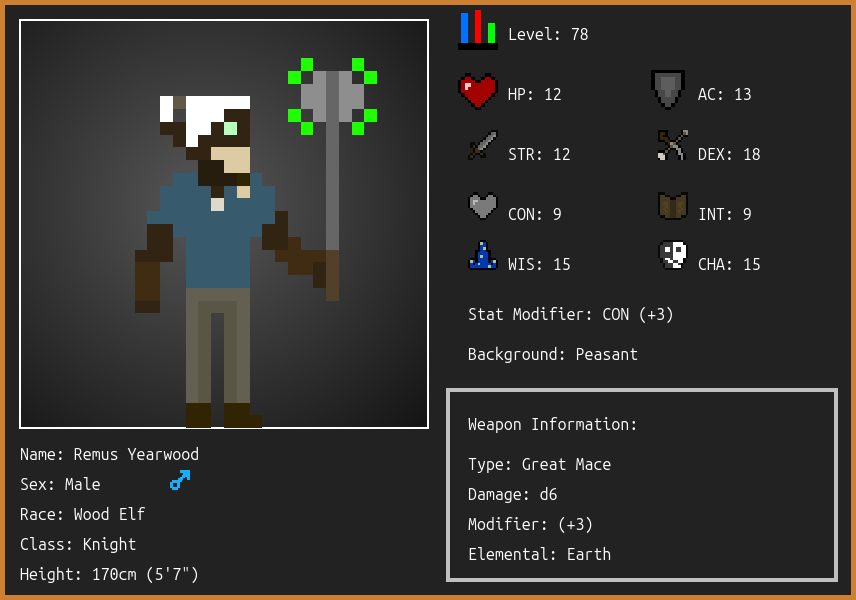 Level: 78
HP: 12
AC: 13
STR: 12
DEX: 18
CON: 9
INT: 9
WIS: 15
CHA: 15
Stat Modifier: CON (+3)
Background: Peasant
Weapon Information:
Type: Great Mace
Damage: d6
Modifier: (+3)
Elemental: Earth
Name: Remus Yearwood
Sex: Male
Race: Wood Elf
Class: Knight
Height: 170cm (5'7")